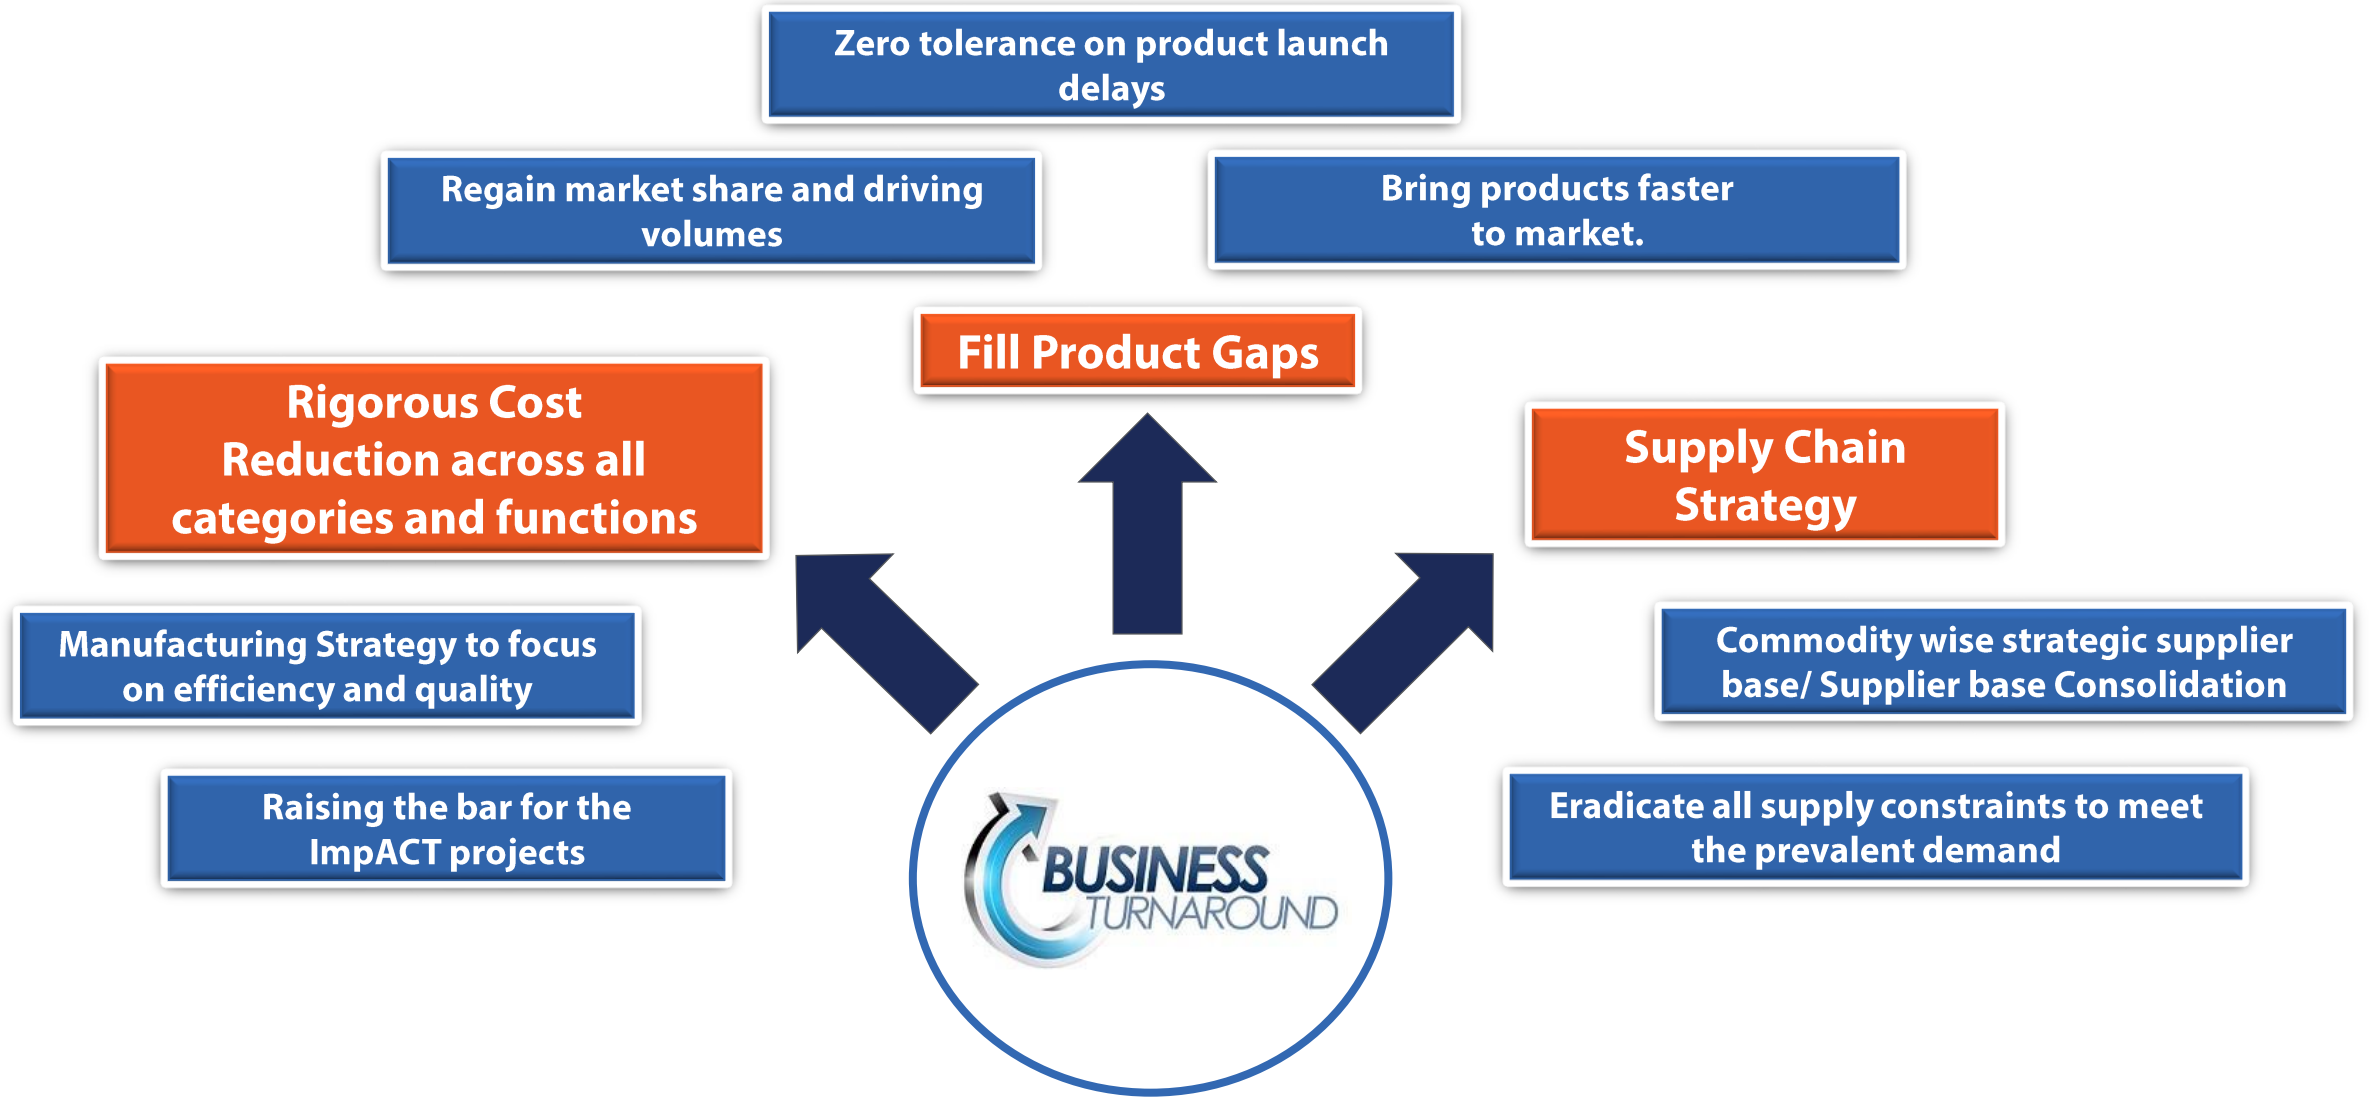 Zero tolerance on product launch
delays
Regain market share and driving
volumes
Bring products faster
to market.
Fill Product Gaps
Rigorous Cost
Reduction across all
categories and functions
Supply Chain
Strategy
Manufacturing Strategy to focus
on efficiency and quality
Commodity wise strategic supplier
base/ Supplier base Consolidation
Raising the bar for the
ImpACT projects
Eradicate all supply constraints to meet
the prevalent demand
BUSINESS
TURNAROUND